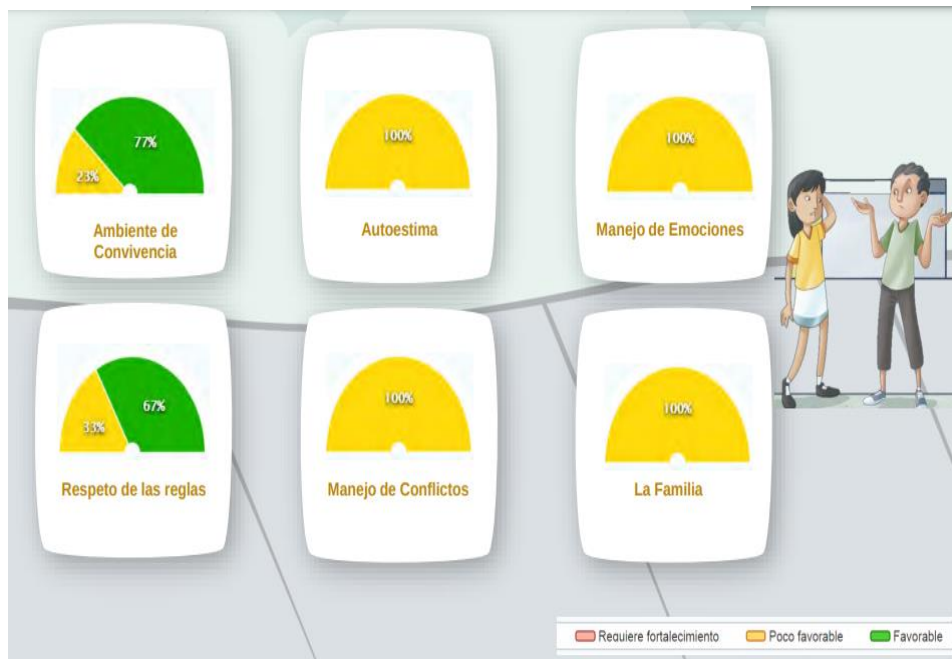 77%
23%
Ambiente de
Convivencia
100%
Autoestima
100%
Manejo de Emociones
67%
33%
Respeto de las reglas
100%
Manejo de Conflictos
100%
La Familia
Requiere fortalecimiento
Poco favorable
Favorable